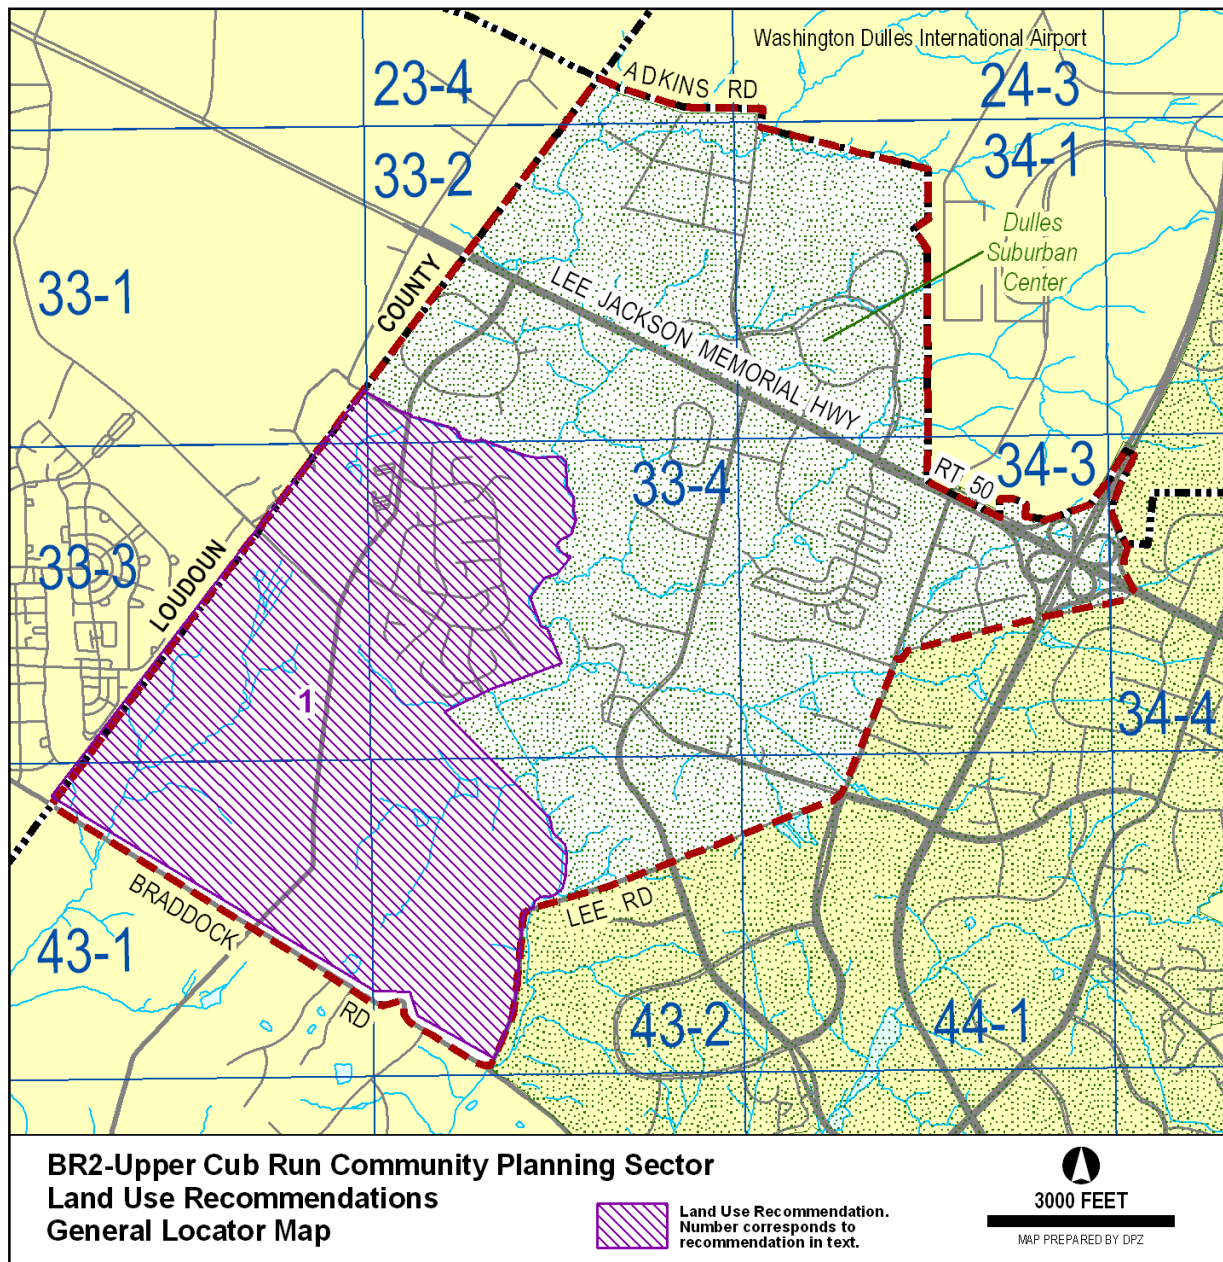 Washington Dulles International Airport
ADKINS RD
23-4
24-3
33-2
34-1
Dulles
Suburban
Center
33-1
COUNTY
LEE JACKSON MEMORIAL HWY
RT 50
34-3
33-4
33-3
LOUDOUN
1
34-4
BRADDOCK
RD
LEE RD
43-1
43-2
44-1
BR2-Upper Cub Run Community Planning Sector
Land Use Recommendations
General Locator Map
Land Use Recommendation.
Number corresponds to
recommendation in text.
3000 FEET
MAP PREPARED BY DPZ